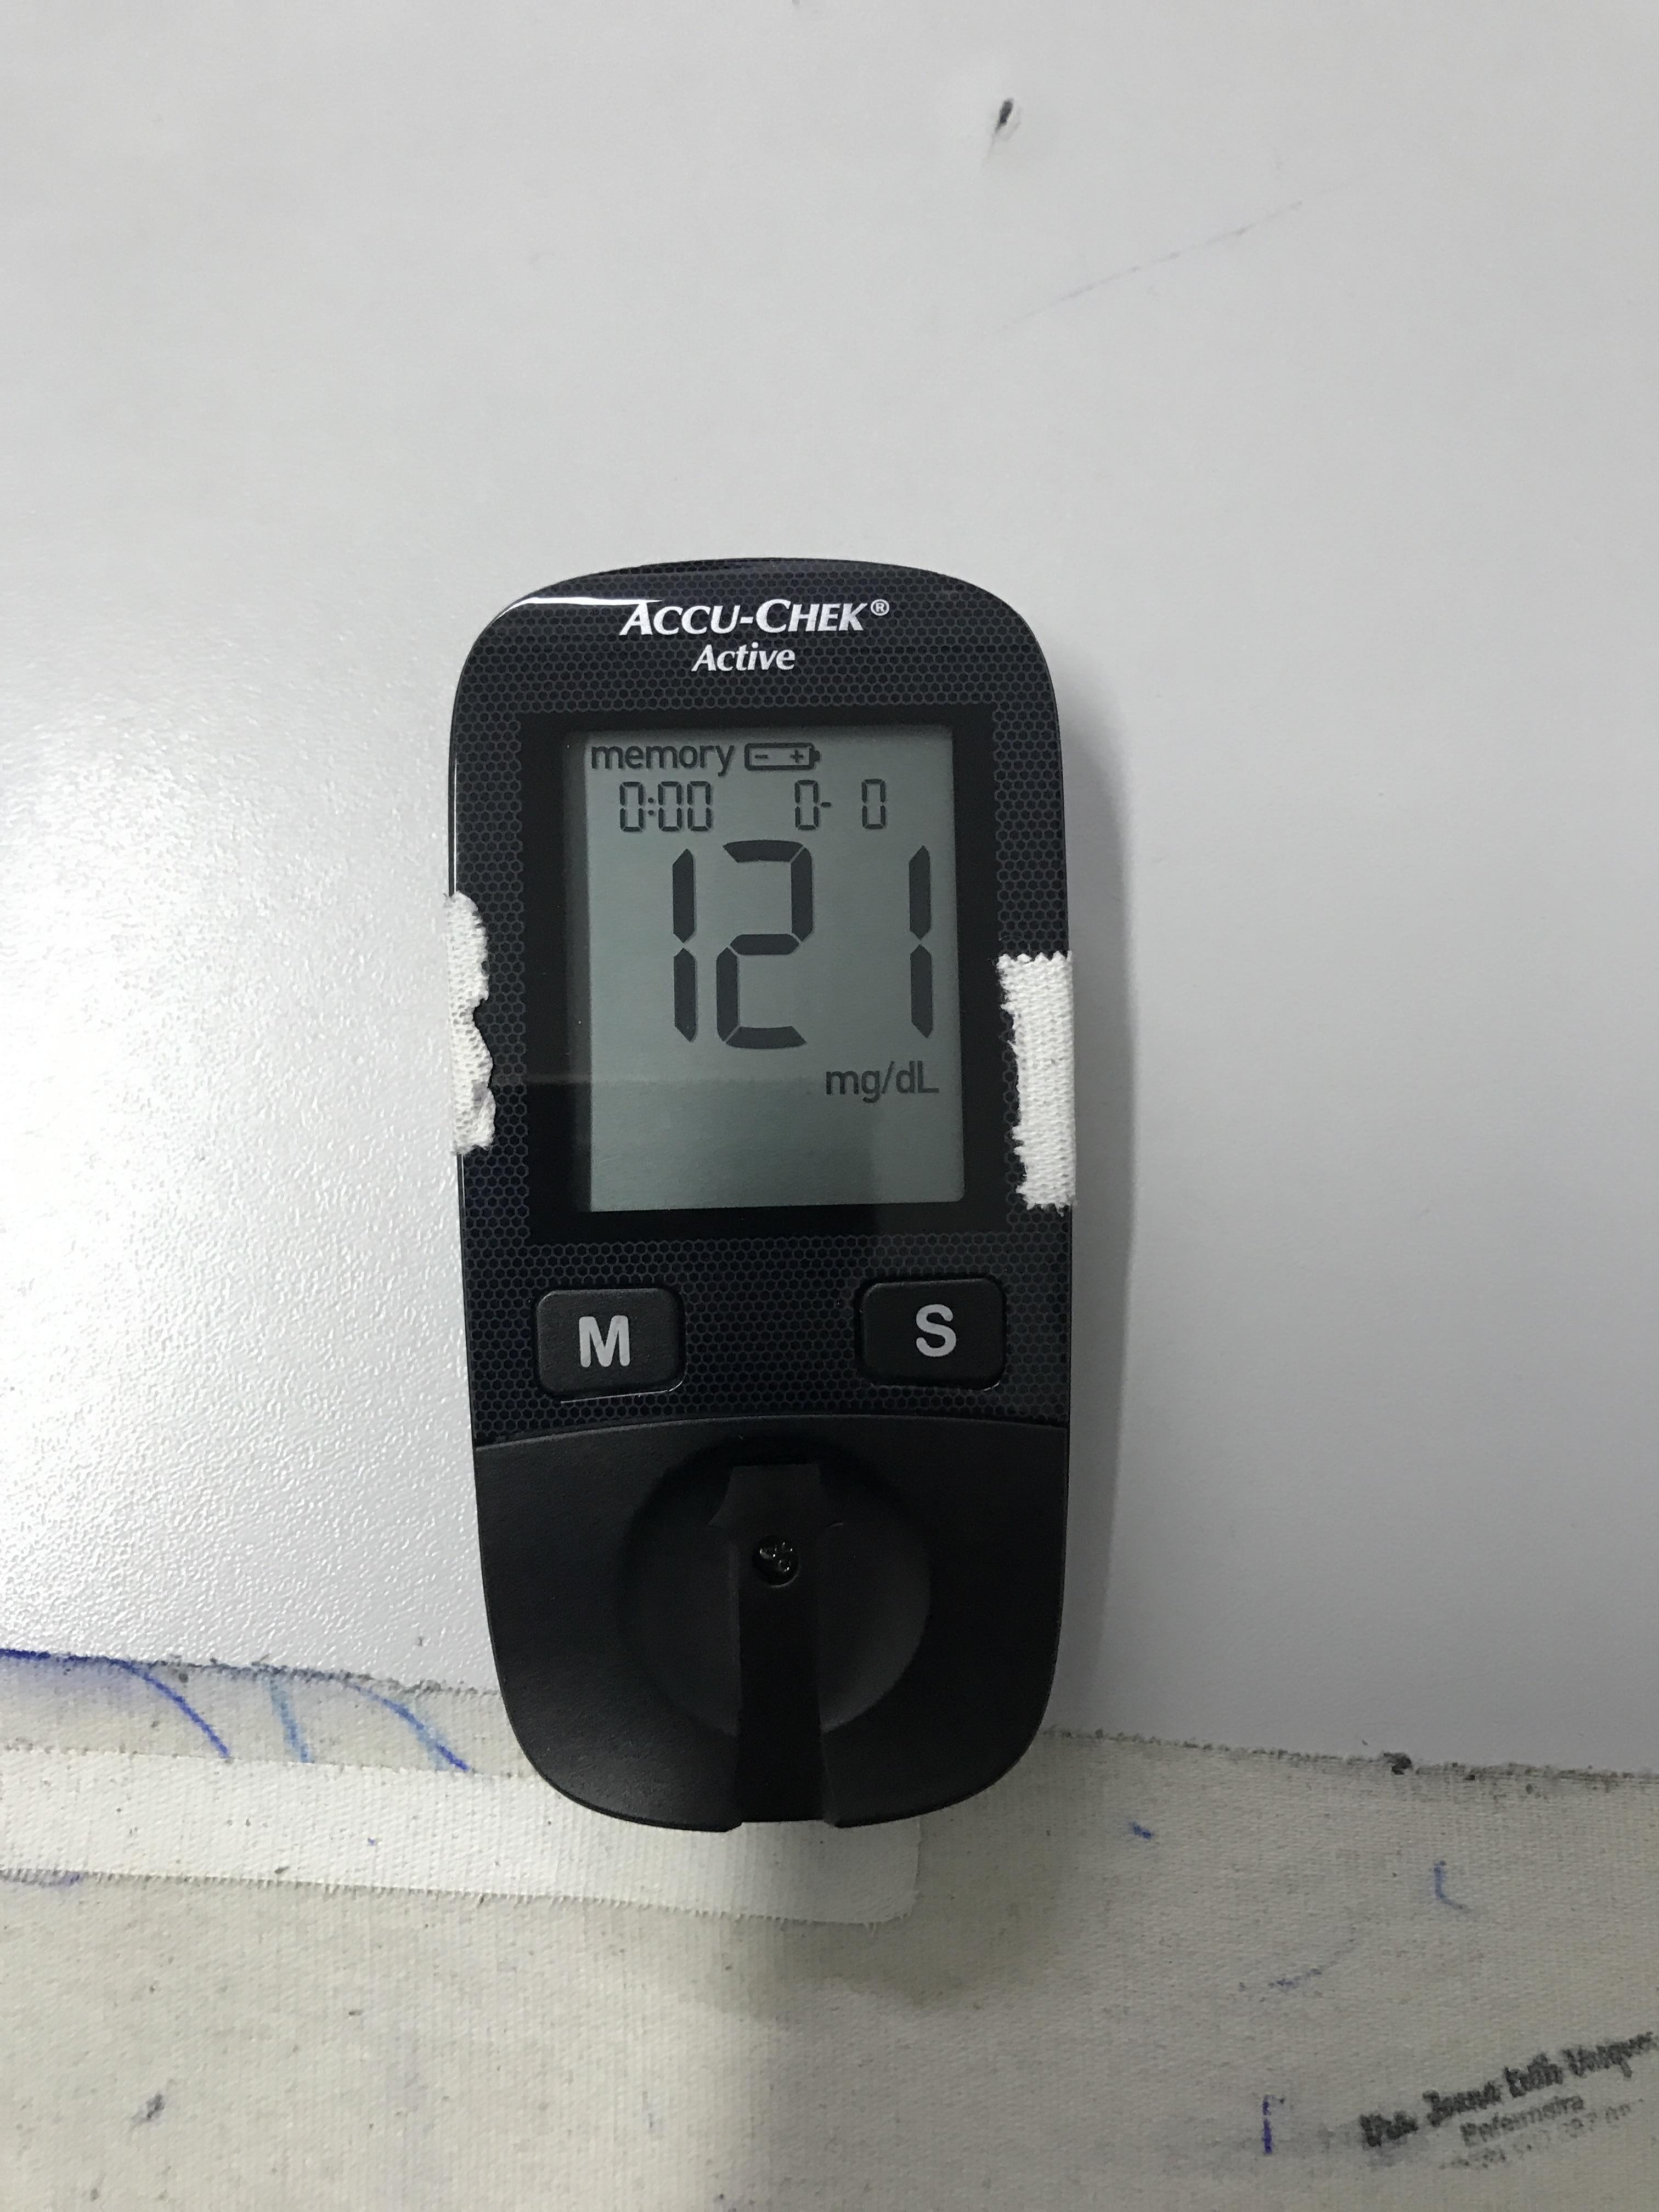 ACCU-CHEK®
Active
memory
0:00 0- 0
121
mg/dL
M S
Enfermeira